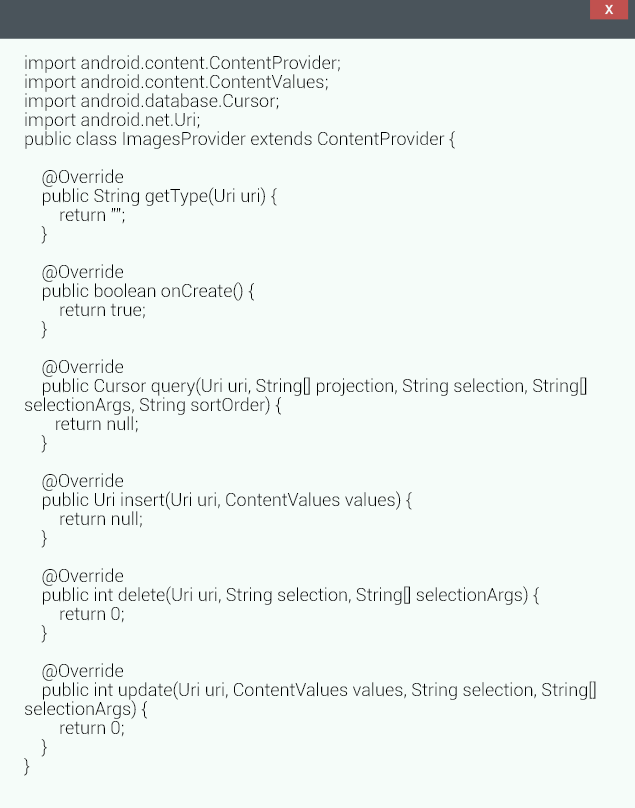 X
import android.content.ContentProvider;
import android.content.ContentValues;
import android.database.Cursor;
import android.net.Uri;
public class ImagesProvider extends ContentProvider {
@Override
public String getType(Uri uri) {
return "";
}
@Override
public boolean onCreate() {
return true;
}
@Override
public Cursor query(Uri uri, String[] projection, String selection, String[]
selectionArgs, String sortOrder) {
return null;
}
@Override
public Uri insert(Uri uri, ContentValues values) {
return null;
}
@Override
public int delete(Uri uri, String selection, String[] selectionArgs) {
return 0;
}
@Override
public int update(Uri uri, ContentValues values, String selection, String[]
selectionArgs) {
return 0;
}
}